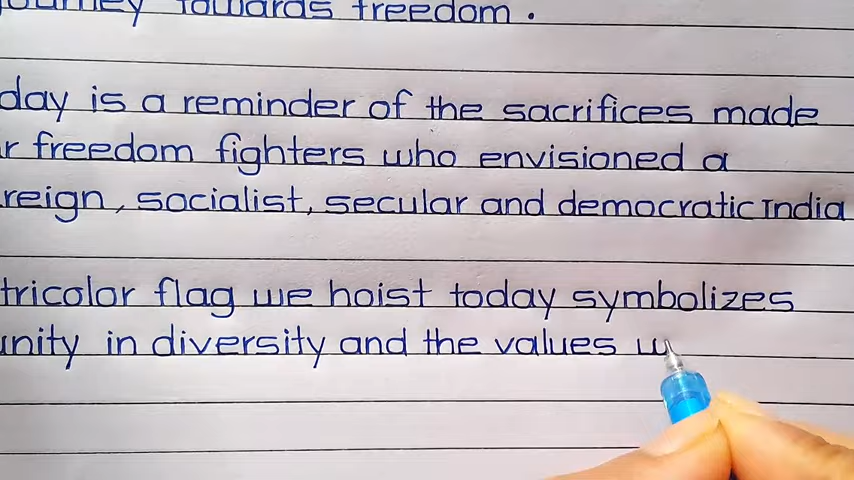 journey towards freedom.
day is a reminder of the sacrifices made
r freedom fighters who envisioned a
reign, socialist, secular and democratic India
tricolor flag we hoist today symbolizes
unity in diversity and the values w